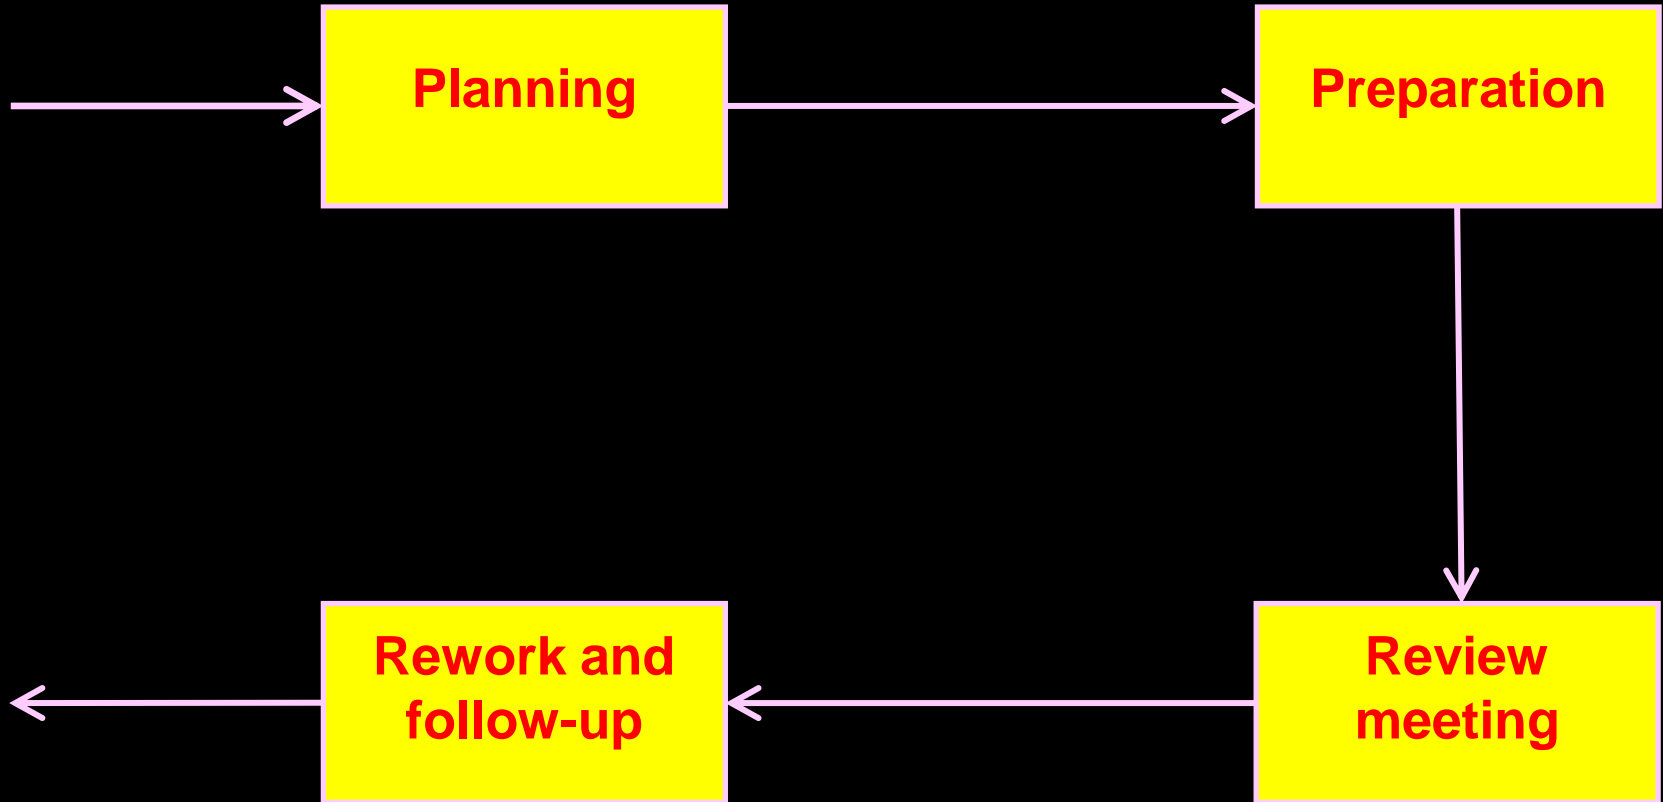 Planning
Preparation
Rework and
follow-up
Review
meeting